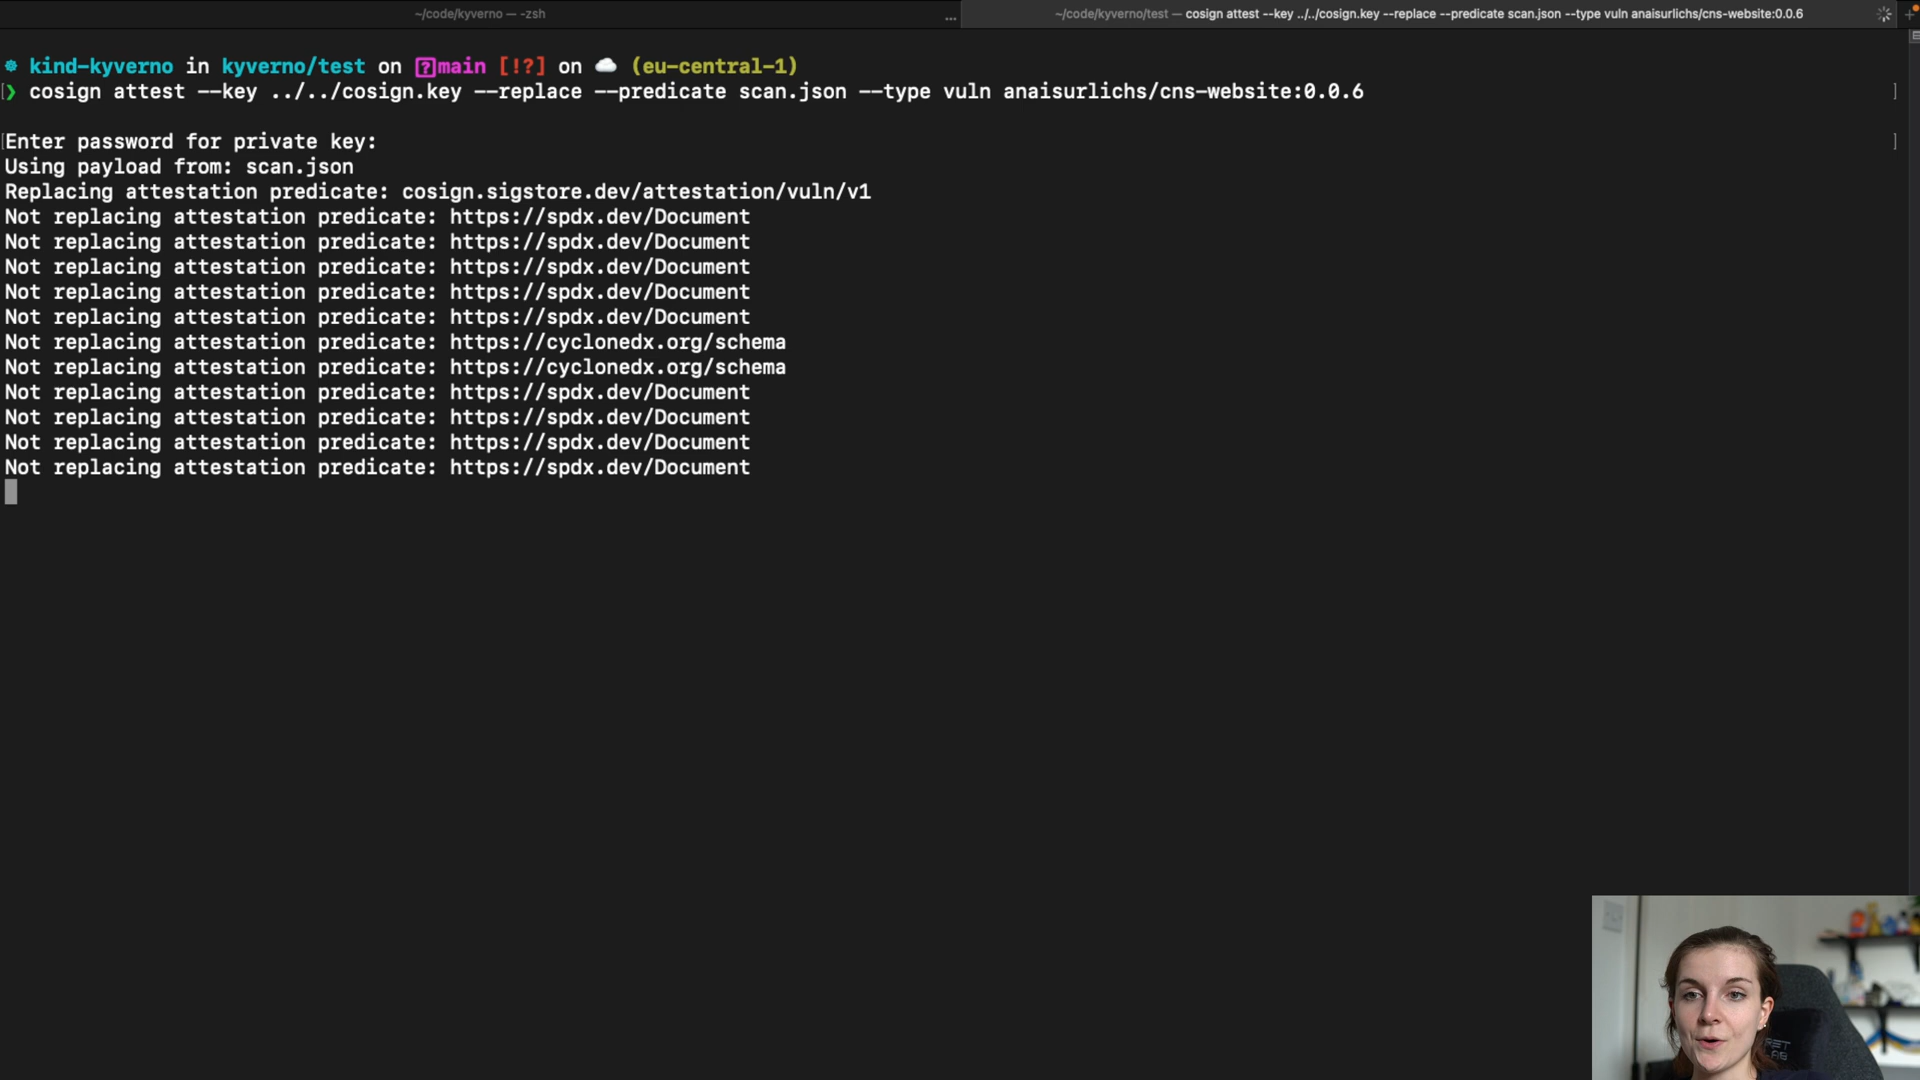 ~/code/kyverno — -zsh
...
~/code/kyverno/test — cosign attest --key ../../cosign.key --replace --predicate scan.json --type vuln anaisurlichs/cns-website:0.0.6
kind-kyverno in kyverno/test on main [!?] on ☁️ (eu-central-1)
❯ cosign attest --key ../../cosign.key --replace --predicate scan.json --type vuln anaisurlichs/cns-website:0.0.6
Enter password for private key:
Using payload from: scan.json
Replacing attestation predicate: cosign.sigstore.dev/attestation/vuln/v1
Not replacing attestation predicate: https://spdx.dev/Document
Not replacing attestation predicate: https://spdx.dev/Document
Not replacing attestation predicate: https://spdx.dev/Document
Not replacing attestation predicate: https://spdx.dev/Document
Not replacing attestation predicate: https://spdx.dev/Document
Not replacing attestation predicate: https://cyclonedx.org/schema
Not replacing attestation predicate: https://cyclonedx.org/schema
Not replacing attestation predicate: https://spdx.dev/Document
Not replacing attestation predicate: https://spdx.dev/Document
Not replacing attestation predicate: https://spdx.dev/Document
Not replacing attestation predicate: https://spdx.dev/Document